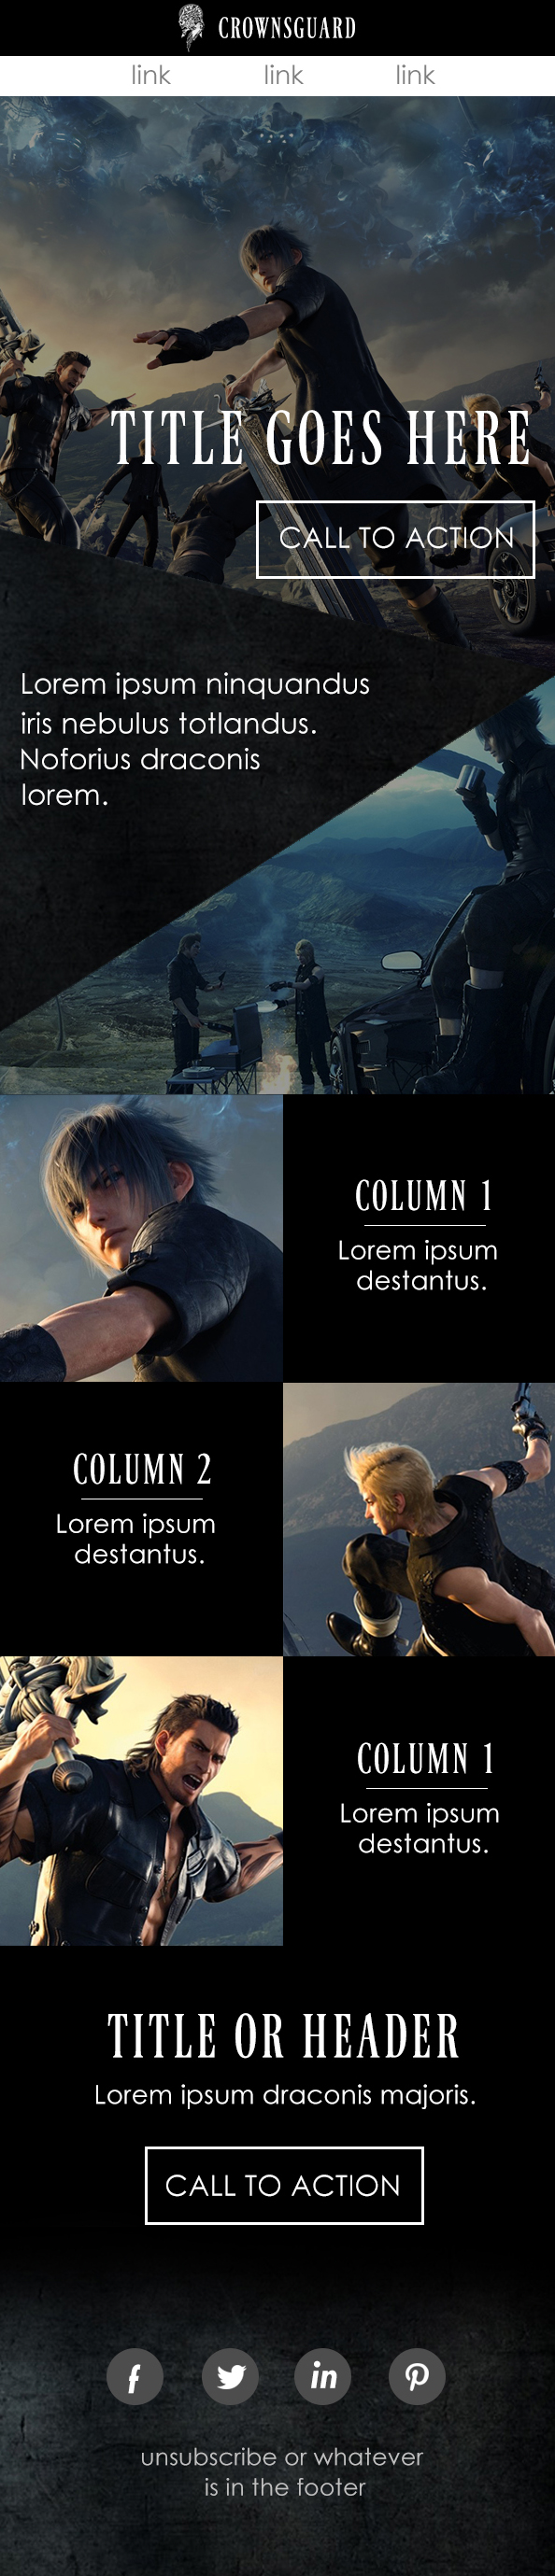 CROWNSGUARD
link link link
TITLE GOES HERE
CALL TO ACTION
Lorem ipsum ninquandus
iris nebulus totlandus.
Noforius draconis
lorem.
COLUMN 1
Lorem ipsum
destantus.
COLUMN 2
Lorem ipsum
destantus.
COLUMN 1
Lorem ipsum
destantus.
TITLE OR HEADER
Lorem ipsum draconis majoris.
CALL TO ACTION
unsubscribe or whatever
is in the footer